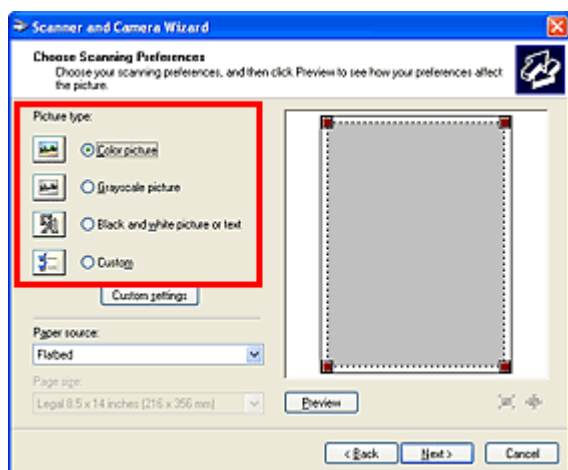 Scanner and Camera Wizard
Choose Scanning Preferences
Choose your scanning preferences, and then click Preview to see how your preferences affect
the picture.
Picture type:
Color picture
Grayscale picture
Black and white picture or text
Custom
Custom settings
Paper source:
Flatbed
Page size:
Legal 8.5 x 14 inches (216 x 356 mm)
Preview
< Back
Next >
Cancel